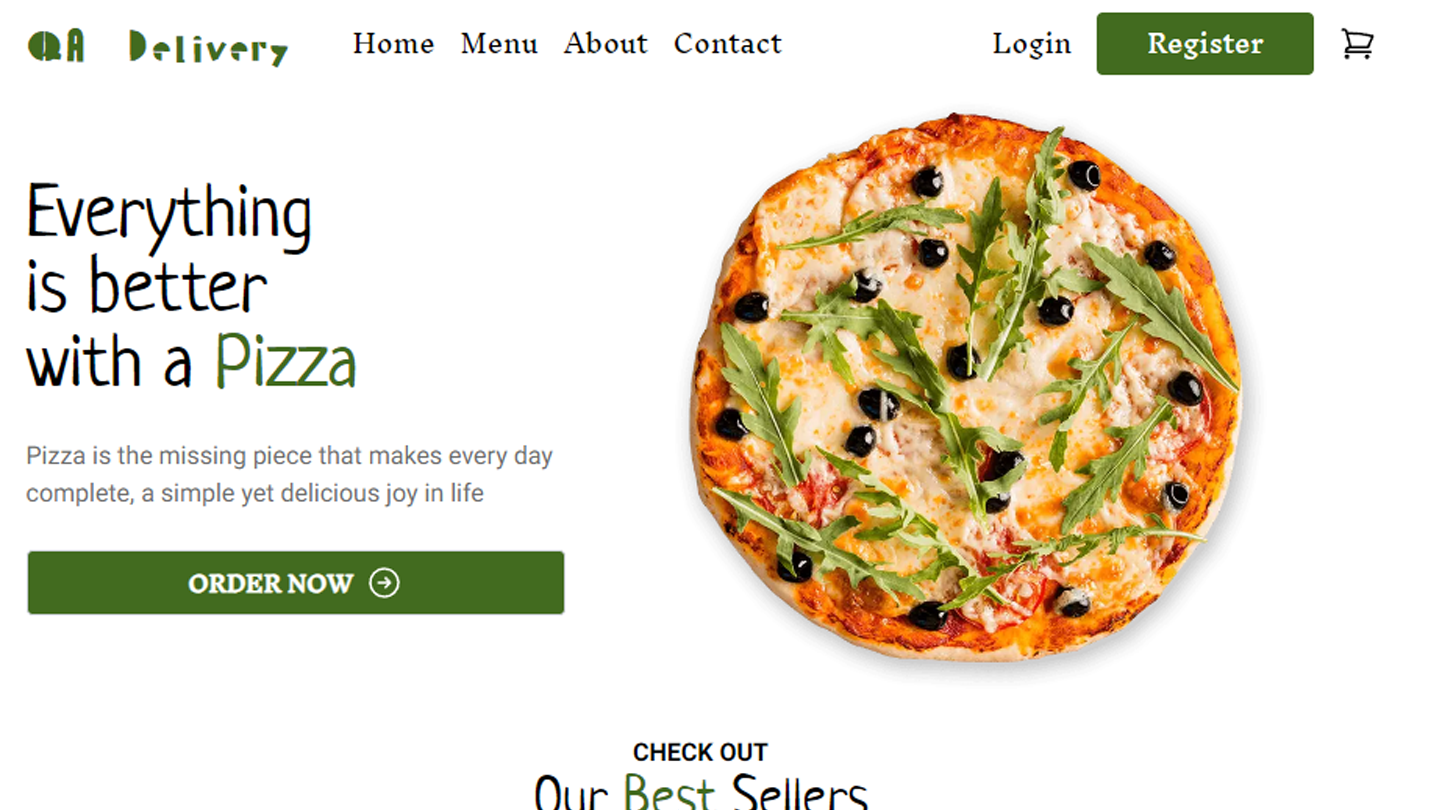 QA Delivery Home Menu About Contact Login Register
Everything
is better
with a Pizza
Pizza is the missing piece that makes every day
complete, a simple yet delicious joy in life
ORDER NOW
CHECK OUT
Our Best Sellers